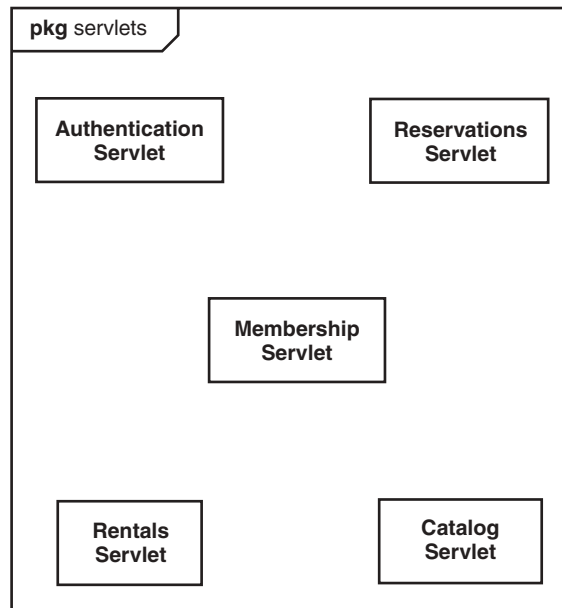 pkg servlets
Authentication
Servlet
Reservations
Servlet
Membership
Servlet
Rentals
Servlet
Catalog
Servlet